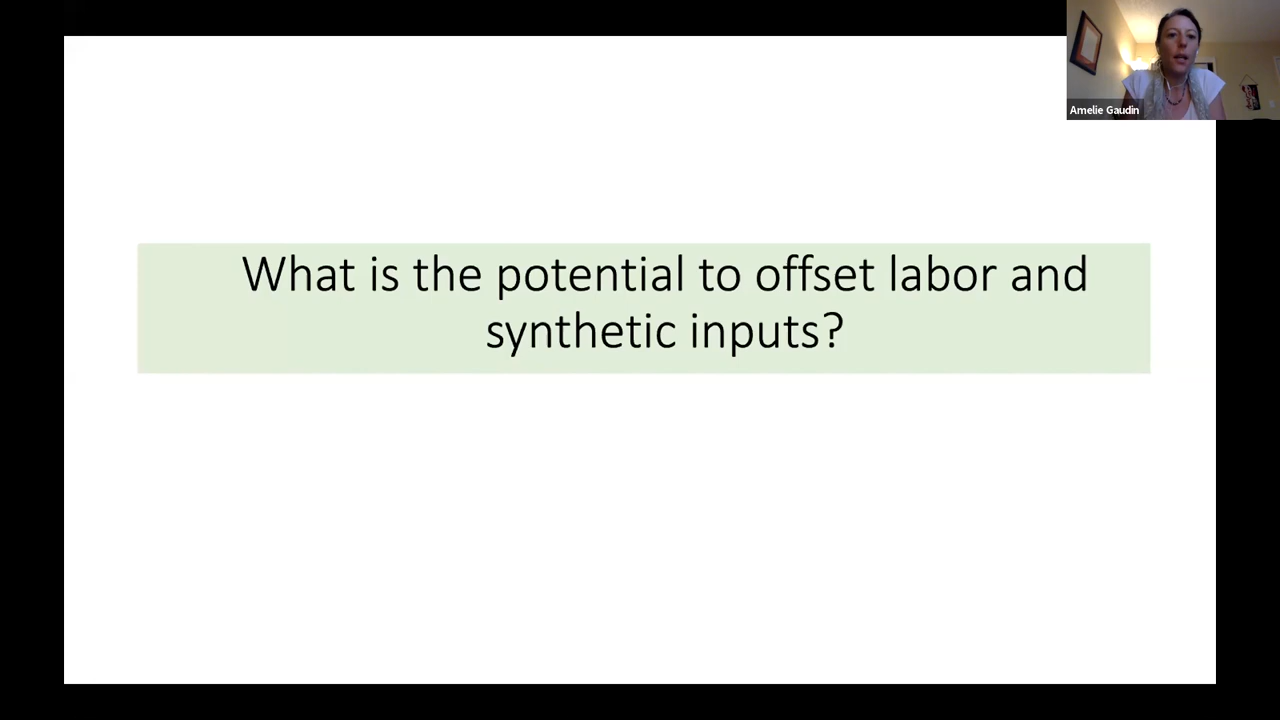 Amelie Gaudin
What is the potential to offset labor and
synthetic inputs?